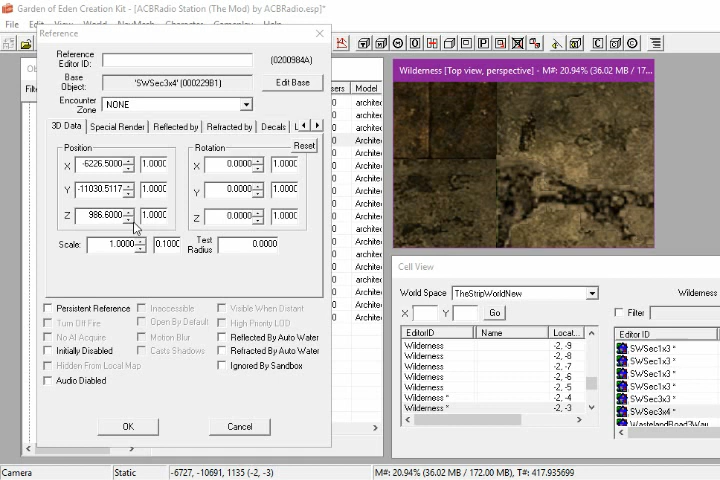 Garden of Eden Creation Kit - [ACBRadio Station (The Mod) by ACBRadio.esp]*
File
World
NavMesh
Character
Gameplay
Help
Reference
Reference
Editor ID:
(0200984A)
Base
Object:
'SWSec3x4' (000229B1)
Edit Base
Encounter
Zone
NONE
3D Data
Special Render
Reflected by
Refracted by
Decals
Position
Rotation
Reset
X
-6226.5000
1.0000
X
0.0000
1.000
Y
-11030.5117
1.0000
Y
0.0000
1.000
Z
986.6000
1.0000
Z
0.0000
1.000
Scale:
1.0000
0.1000
Test
Radius
0.0000
Persistent Reference
Inaccessible
Visible When Distant
Turn Off Fire
Open By Default
High Priority LOD
No AI Acquire
Motion Blur
Reflected By Auto Water
Initially Disabled
Casts Shadows
Refracted By Auto Water
Hidden From Local Map
Ignored By Sandbox
Audio Disabled
OK
Cancel
Model
Wilderness [Top view, perspective] - M#: 20.94% (36.02 MB / 17...
Cell View
World Space
TheStripWorldNew
Wilderness
X
Y
Go
Filter
EditorID
Name
Locat...
Wilderness -2, -9
Wilderness -2, -8
Wilderness -2, -7
Wilderness -2, -6
Wilderness -2, -5
Wilderness * -2, -4
Wilderness * -2, -3
Editor ID
SWSec1x3 *
SWSec1x3 *
SWSec1x3 *
SWSec1x3 *
SWSec3x3 *
SWSec3x4 *
WastelandRoad3Way
Camera
Static
-6727, -10691, 1135 (-2, -3)
M#: 20.94% (36.02 MB / 172.00 MB), T#: 417.935699